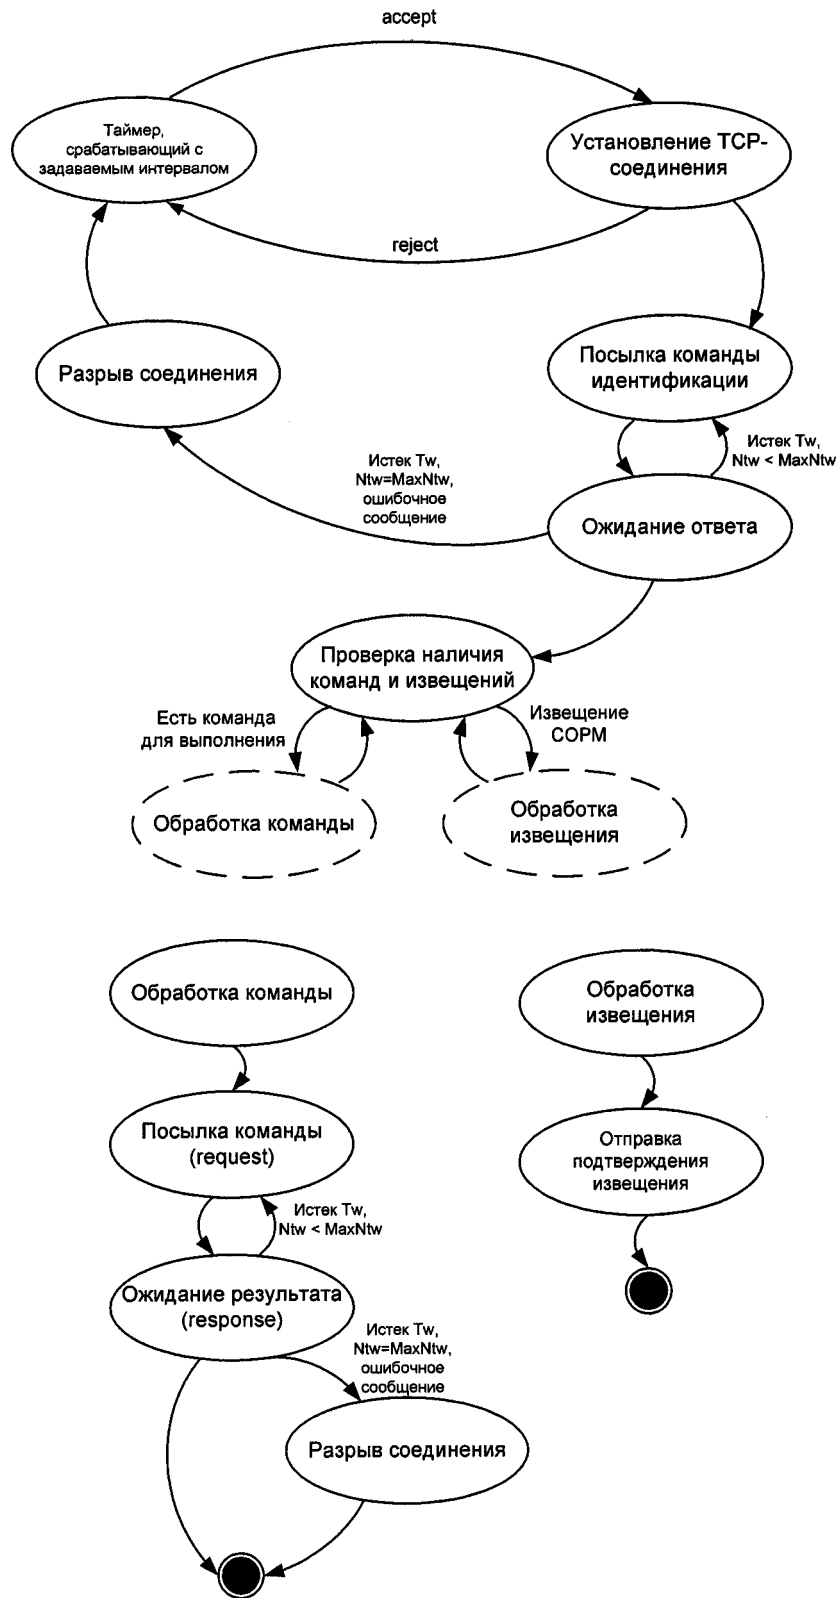 accept
Таймер,
срабатывающий с
задаваемым интервалом
Установление TCP-
соединения
reject
Разрыв соединения
Посылка команды
идентификации
Истек Tw,
Ntw < MaxNtw
Истек Tw,
Ntw=MaxNtw,
ошибочное
сообщение
Ожидание ответа
Проверка наличия
команд и извещений
Есть команда
для выполнения
Извещение
СОРМ
Обработка команды
Обработка
извещения
Обработка команды
Посылка команды
(request)
Истек Tw,
Ntw < MaxNtw
Ожидание результата
(response)
Истек Tw,
Ntw=MaxNtw,
ошибочное
сообщение
Разрыв соединения
Обработка
извещения
Отправка
подтверждения
извещения